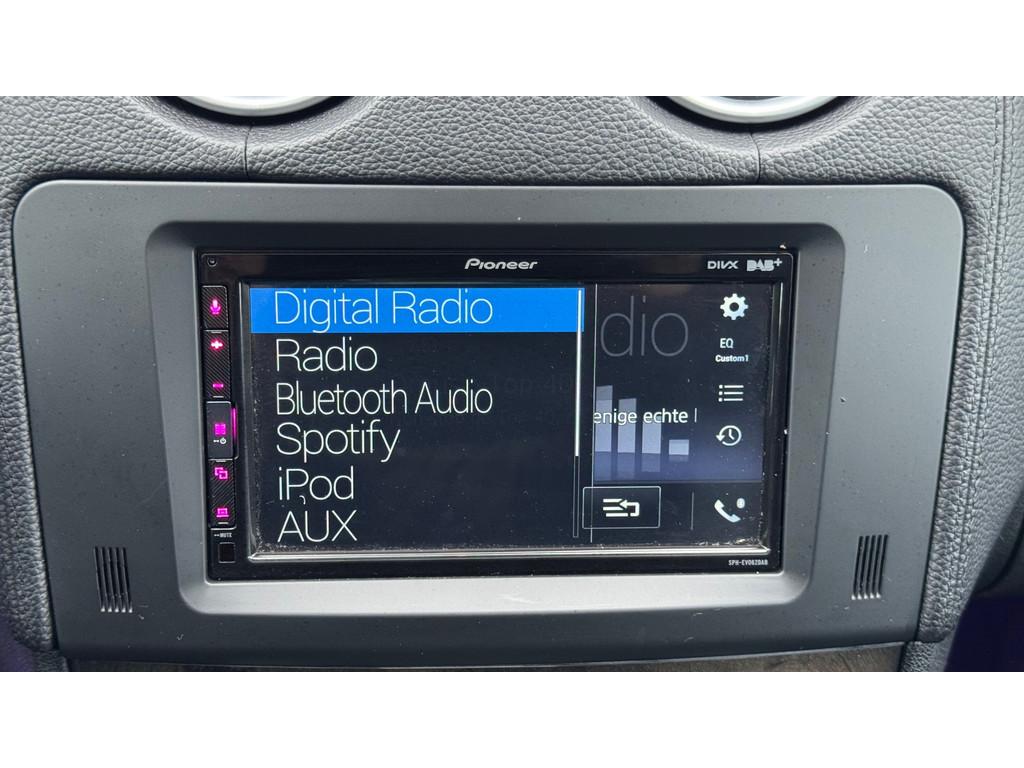 Pioneer
DIVX DAB+
Digital Radio
dio
Radio
EQ
Custom1
Bluetooth Audio
enige echte
Spotify
iPod
AUX
MUTE
SPH-EVO62DAB